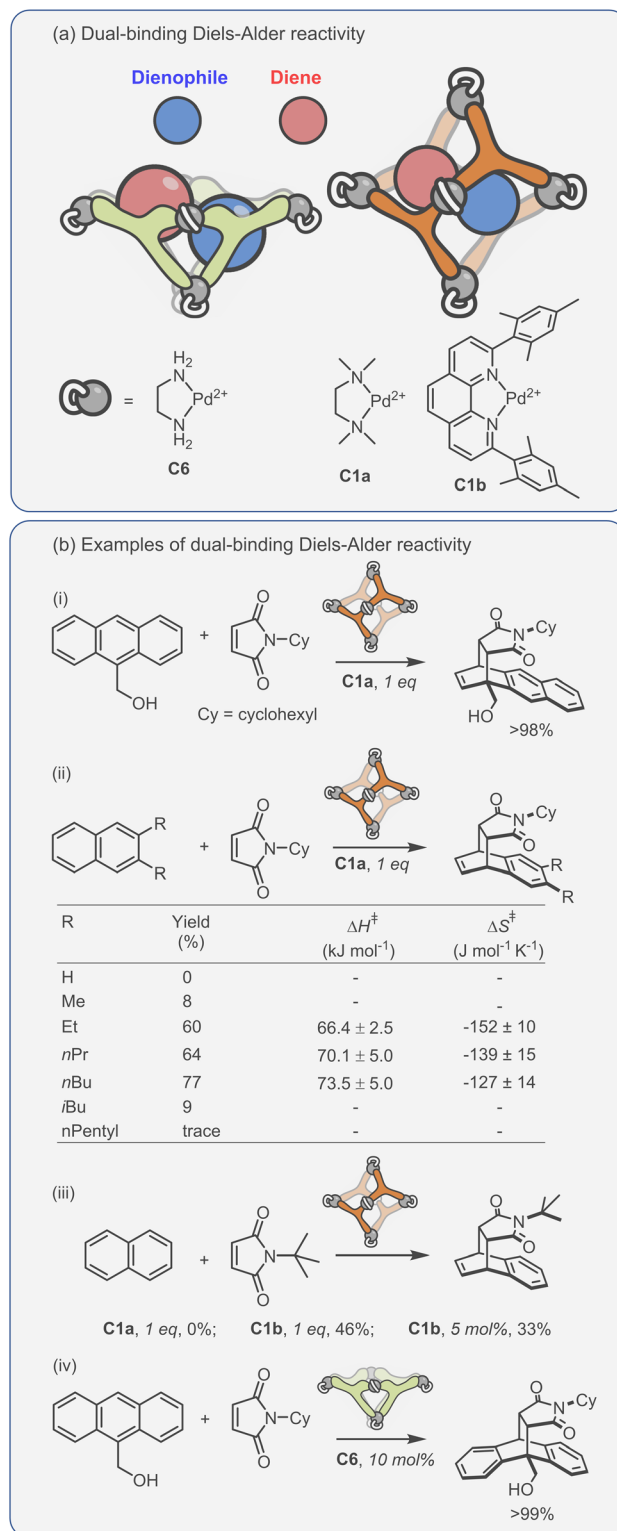 (a) Dual-binding Diels-Alder reactivity
Dienophile Diene
=
H2
N
Pd2+
N
H2
C6
N
Pd2+
N
C1a
N
Pd2+
N
C1b
(b) Examples of dual-binding Diels-Alder reactivity
(i)
OH
+
O
N-Cy
O
Cy = cyclohexyl
C1a, 1 eq
O
N-Cy
O
HO
>98%
(ii)
R
R
+
O
N-Cy
O
C1a, 1 eq
O
N-Cy
O
R
R
R Yield (%) ΔH‡ (kJ mol-1) ΔS‡ (J mol-1 K-1)
H 0 - -
Me 8 - -
Et 60 66.4 ± 2.5 -152 ± 10
nPr 64 70.1 ± 5.0 -139 ± 15
nBu 77 73.5 ± 5.0 -127 ± 14
iBu 9 - -
nPentyl trace - -
(iii)
+
O
N
O
O
N
O
C1a, 1 eq, 0%; C1b, 1 eq, 46%; C1b, 5 mol%, 33%
(iv)
OH
+
O
N-Cy
O
C6, 10 mol%
O
N-Cy
O
HO
>99%